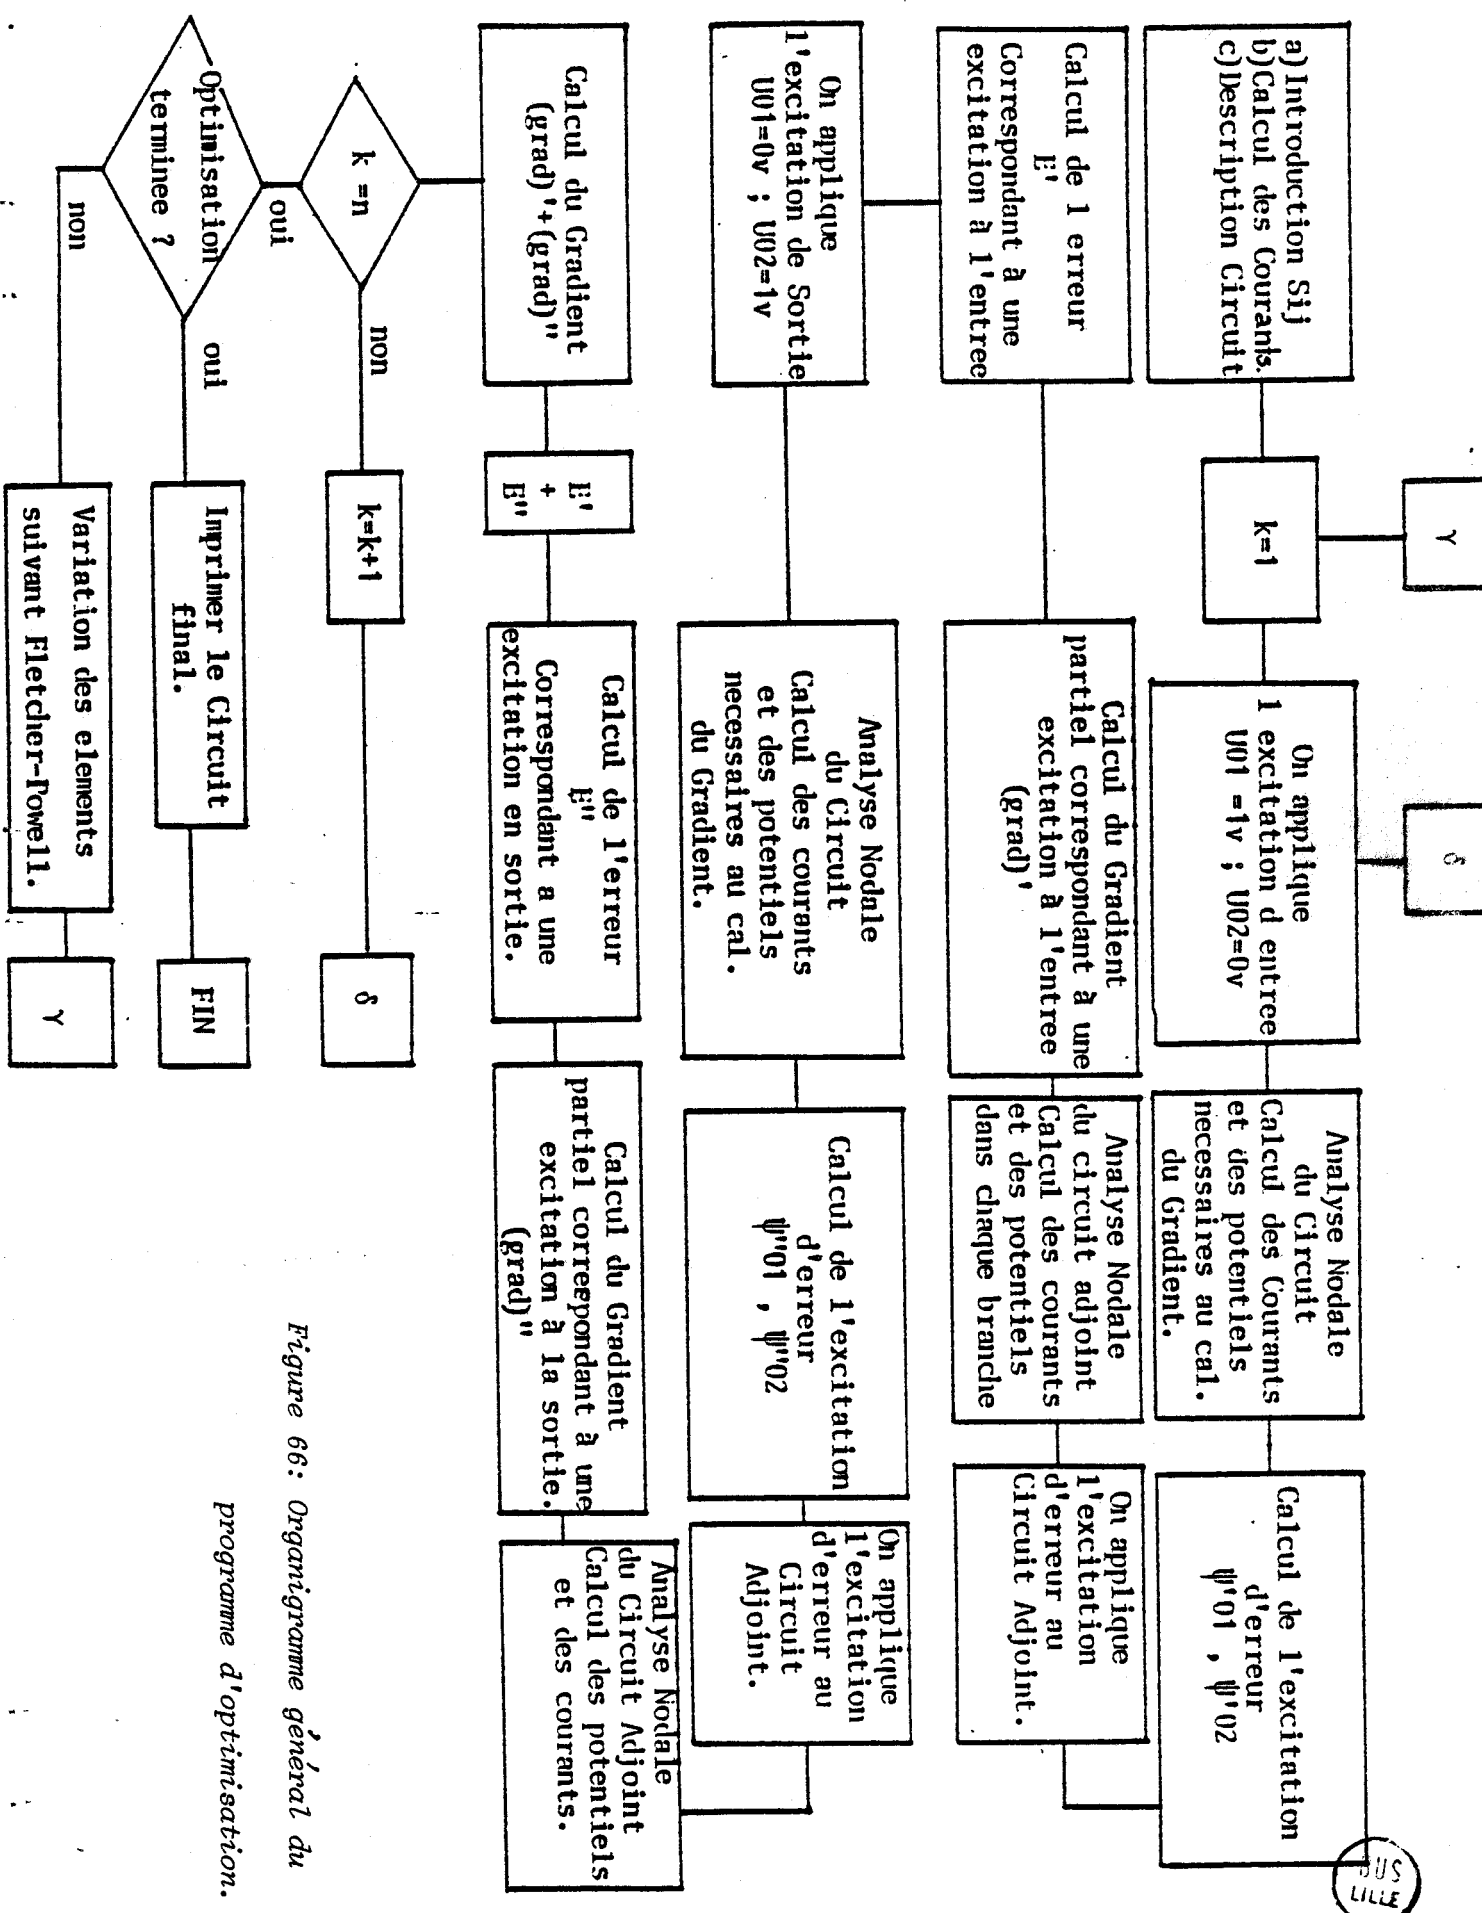 γ
δ
a)Introduction Sij
b)Calcul des Courants.
c)Description Circuit
k=1
On applique
l excitation d entree
U01 =1v ; U02=0v
Analyse Nodale
du Circuit
Calcul des Courants
et des potentiels
necessaires au cal.
du Gradient.
Calcul de l'excitation
d'erreur
ψ'01 , ψ'02
On applique
l'excitation
d'erreur au
Circuit Adjoint.
Analyse Nodale
du circuit adjoint
Calcul des courants
et des potentiels
dans chaque branche
Calcul du Gradient
partiel correspondant à une
excitation à l'entree
(grad)'
Calcul de l erreur
E'
Correspondant à une
excitation à l'entree
On applique
l'excitation de Sortie
U01=0v ; U02=1v
Analyse Nodale
du Circuit
Calcul des courants
et des potentiels
necessaires au cal.
du Gradient.
Calcul de l'excitation
d'erreur
ψ"01 , ψ"02
On applique
l'excitation
d'erreur au
Circuit
Adjoint.
Analyse Nodale
du Circuit Adjoint
Calcul des potentiels
et des courants.
Calcul du Gradient
partiel correspondant à une
excitation à la sortie.
(grad)"
Calcul de l'erreur
E"
Correspondant a une
excitation en sortie.
E'
+
E"
Calcul du Gradient
(grad)'+(grad)"
k =n
non
k=k+1
δ
oui
Optimisation
terminee ?
oui
Imprimer le Circuit
final.
FIN
non
Variation des elements
suivant Fletcher-Powell.
γ
Figure 66: Organigramme général du
programme d'optimisation.
BUS
LILLE